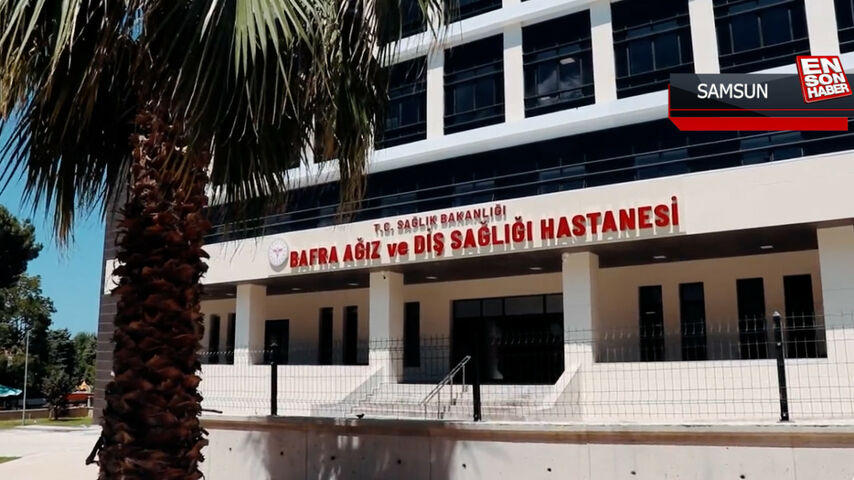 SAMSUN
EN
SON
HABER
T.C. SAĞLIK BAKANLIĞI
BAFRA AĞIZ ve DİŞ SAĞLIĞI HASTANESİ